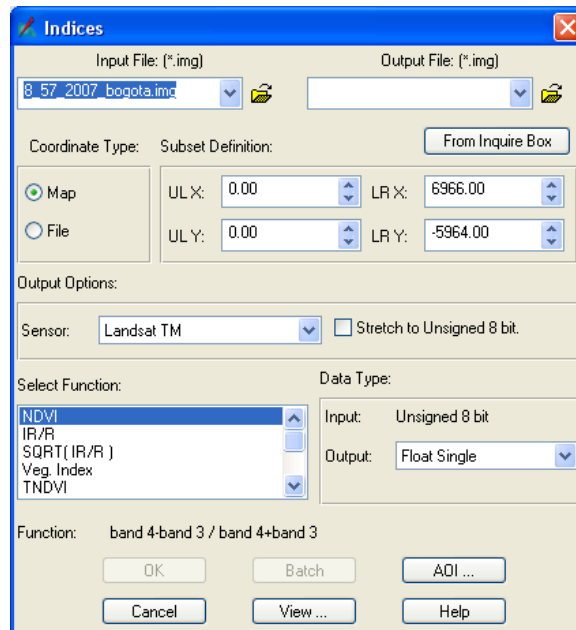 Indices
Input File: (*.img)
Output File: (*.img)
8_57_2007_bogota.img
Coordinate Type:
Subset Definition:
From Inquire Box
Map
File
UL X: 0.00
LR X: 6966.00
UL Y: 0.00
LR Y: -5964.00
Output Options:
Sensor: Landsat TM
Stretch to Unsigned 8 bit.
Select Function:
NDVI
IR/R
SQRT( IR/R )
Veg. Index
TNDVI
Data Type:
Input: Unsigned 8 bit
Output: Float Single
Function: band 4-band 3 / band 4+band 3
OK
Batch
AOI ...
Cancel
View ...
Help